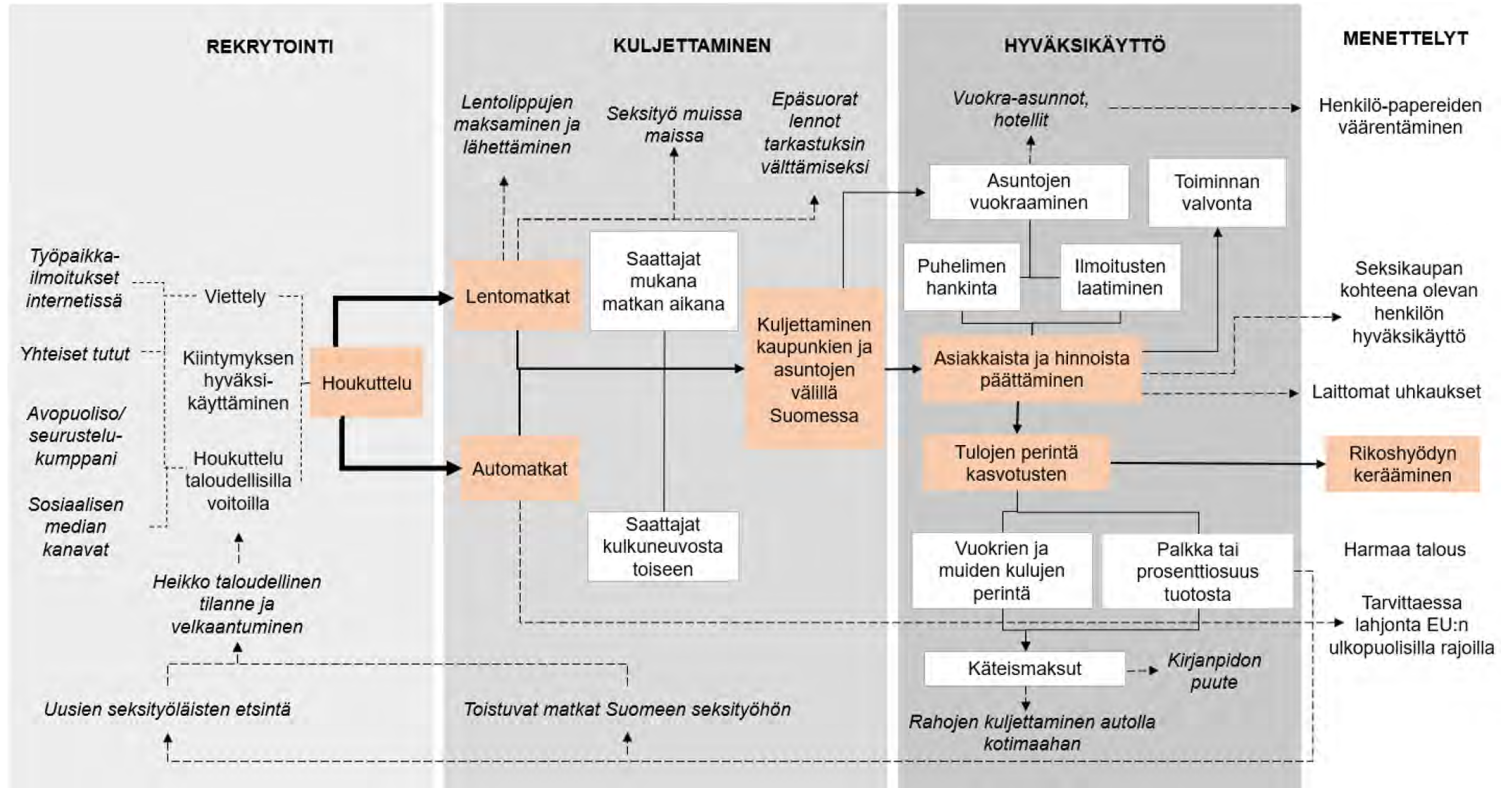 REKRYTOINTI
Työpaikka-
ilmoitukset
internetissä
Yhteiset tutut
Avopuoliso/
seurustelu-
kumppani
Sosiaalisen
median
kanavat
Viettely
Kiintymyksen
hyväksi-
käyttäminen
Houkuttelu
taloudellisilla
voitoilla
Houkuttelu
Heikko taloudellinen
tilanne ja
velkaantuminen
Uusien seksityöläisten etsintä
KULJETTAMINEN
Lentolippujen
maksaminen ja
lähettäminen
Seksityö muissa
maissa
Epäsuorat
lennot
tarkastuksin
välttämiseksi
Lentomatkat
Saattajat
mukana
matkan aikana
Kuljettaminen
kaupunkien ja
asuntojen
välillä
Suomessa
Automatkat
Saattajat
kulkuneuvosta
toiseen
Toistuvat matkat Suomeen seksityöhön
HYVÄKSIKÄYTTÖ
Vuokra-asunnot,
hotellit
Asuntojen
vuokraaminen
Toiminnan
valvonta
Puhelimen
hankinta
Ilmoitusten
laatiminen
Asiakkaista ja hinnoista
päättäminen
Tulojen perintä
kasvotusten
Vuokrien ja
muiden kulujen
perintä
Palkka tai
prosenttiosuus
tuotosta
Käteismaksut
Kirjanpidon
puute
Rahojen kuljettaminen autolla
kotimaahan
MENETTELYT
Henkilö-papereiden
väärentäminen
Seksikaupan
kohteena olevan
henkilön
hyväksikäyttö
Laittomat uhkaukset
Rikoshyödyn
kerääminen
Harmaa talous
Tarvittaessa
lahjonta EU:n
ulkopuolisilla rajoilla